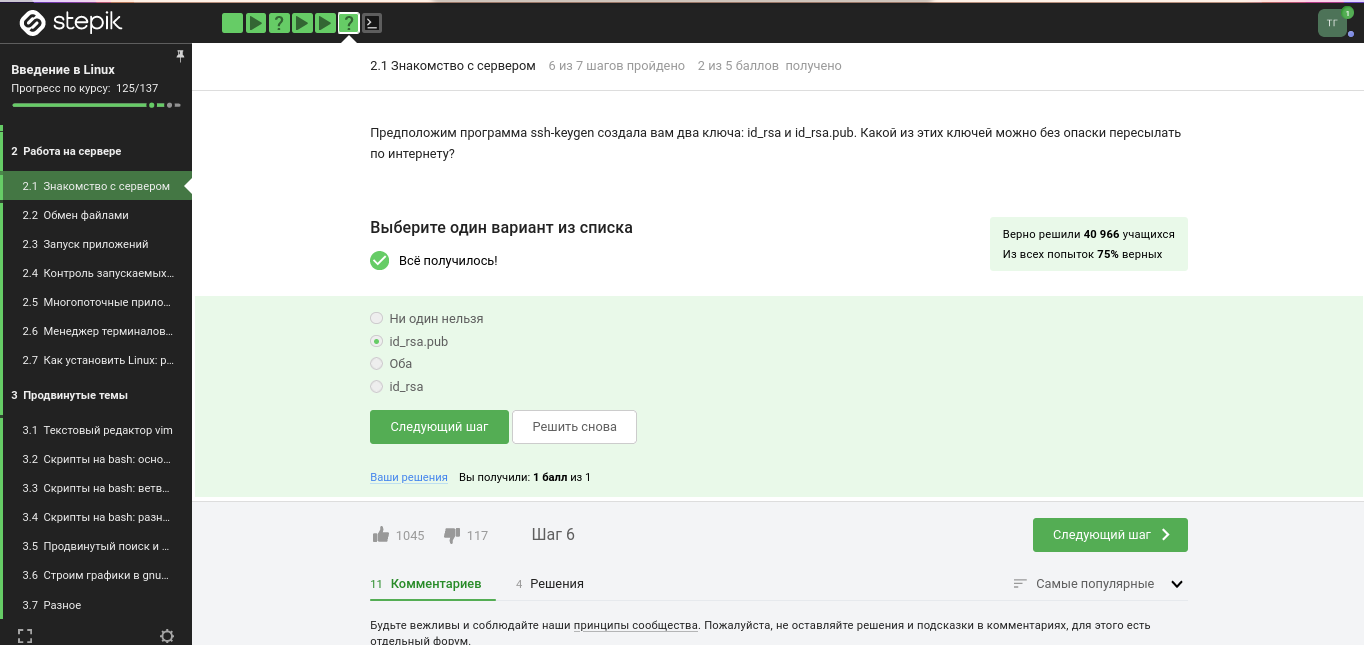 stepik
?
?
ТГ
1
Введение в Linux
Прогресс по курсу: 125/137
2 Работа на сервере
2.1 Знакомство с сервером
2.2 Обмен файлами
2.3 Запуск приложений
2.4 Контроль запускаемых...
2.5 Многопоточные прило...
2.6 Менеджер терминалов...
2.7 Как установить Linux: р...
3 Продвинутые темы
3.1 Текстовый редактор vim
3.2 Скрипты на bash: осно...
3.3 Скрипты на bash: ветв...
3.4 Скрипты на bash: разн...
3.5 Продвинутый поиск и ...
3.6 Строим графики в gnu...
3.7 Разное
2.1 Знакомство с сервером 6 из 7 шагов пройдено 2 из 5 баллов получено
Предположим программа ssh-keygen создала вам два ключа: id_rsa и id_rsa.pub. Какой из этих ключей можно без опаски пересылать
по интернету?
Выберите один вариант из списка
Всё получилось!
Верно решили 40 966 учащихся
Из всех попыток 75% верных
Ни один нельзя
id_rsa.pub
Оба
id_rsa
Следующий шаг
Решить снова
Ваши решения Вы получили: 1 балл из 1
1045 117 Шаг 6
Следующий шаг
11 Комментариев 4 Решения
Самые популярные
Будьте вежливы и соблюдайте наши принципы сообщества. Пожалуйста, не оставляйте решения и подсказки в комментариях, для этого есть
отдельный форум.